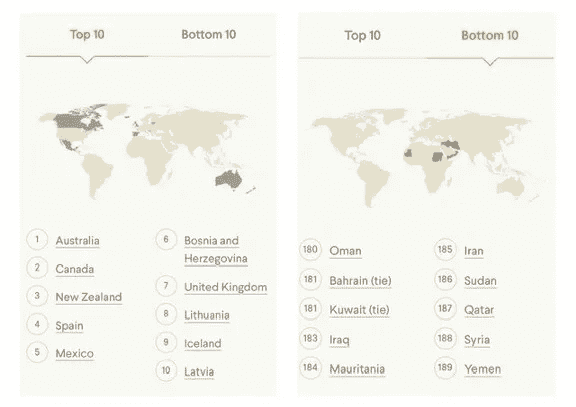 Top 10
Bottom 10
1 Australia
2 Canada
3 New Zealand
4 Spain
5 Mexico
6 Bosnia and
Herzegovina
7 United Kingdom
8 Lithuania
9 Iceland
10 Latvia
Top 10
Bottom 10
180 Oman
181 Bahrain (tie)
181 Kuwait (tie)
183 Iraq
184 Mauritania
185 Iran
186 Sudan
187 Qatar
188 Syria
189 Yemen